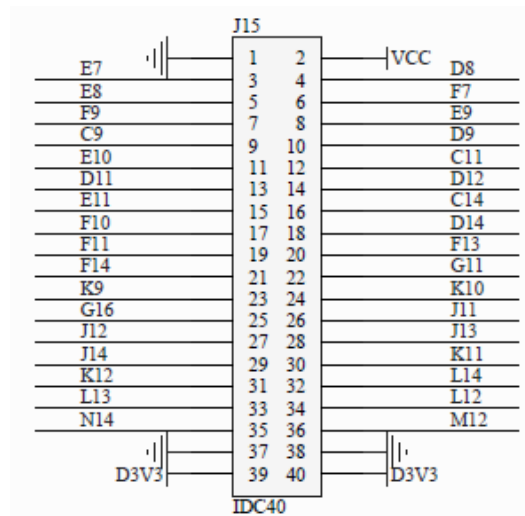 J15
1 2 VCC
E7 3 4 D8
E8 5 6 F7
F9 7 8 E9
C9 9 10 D9
E10 11 12 C11
D11 13 14 D12
E11 15 16 C14
F10 17 18 D14
F11 19 20 F13
F14 21 22 G11
K9 23 24 K10
G16 25 26 J11
J12 27 28 J13
J14 29 30 K11
K12 31 32 L14
L13 33 34 L12
N14 35 36 M12
37 38
D3V3 39 40 D3V3
IDC40